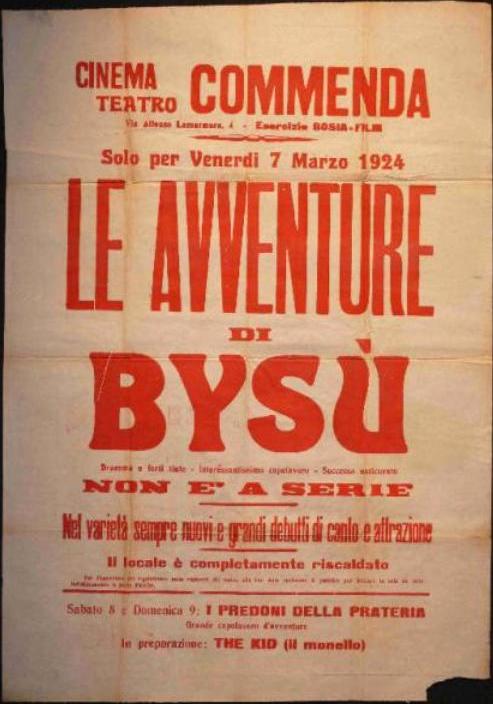 CINEMA TEATRO COMMENDA
Via Alfonso Lamarmora, 4 - Esercizio BOSIA-FILM
Solo per Venerdi 7 Marzo 1924
LE AVVENTURE
DI
BYSÙ
Dramma a forti tinte - Interessantissimo capolavoro - Successo assicurato
NON E' A SERIE
Nel varietà sempre nuovi e grandi debutti di canto e attrazione
Il locale è completamente riscaldato
Sabato 8 e Domenica 9: I PREDONI DELLA PRATERIA
Grande capolavoro d'avventure
In preparazione: THE KID (il monello)